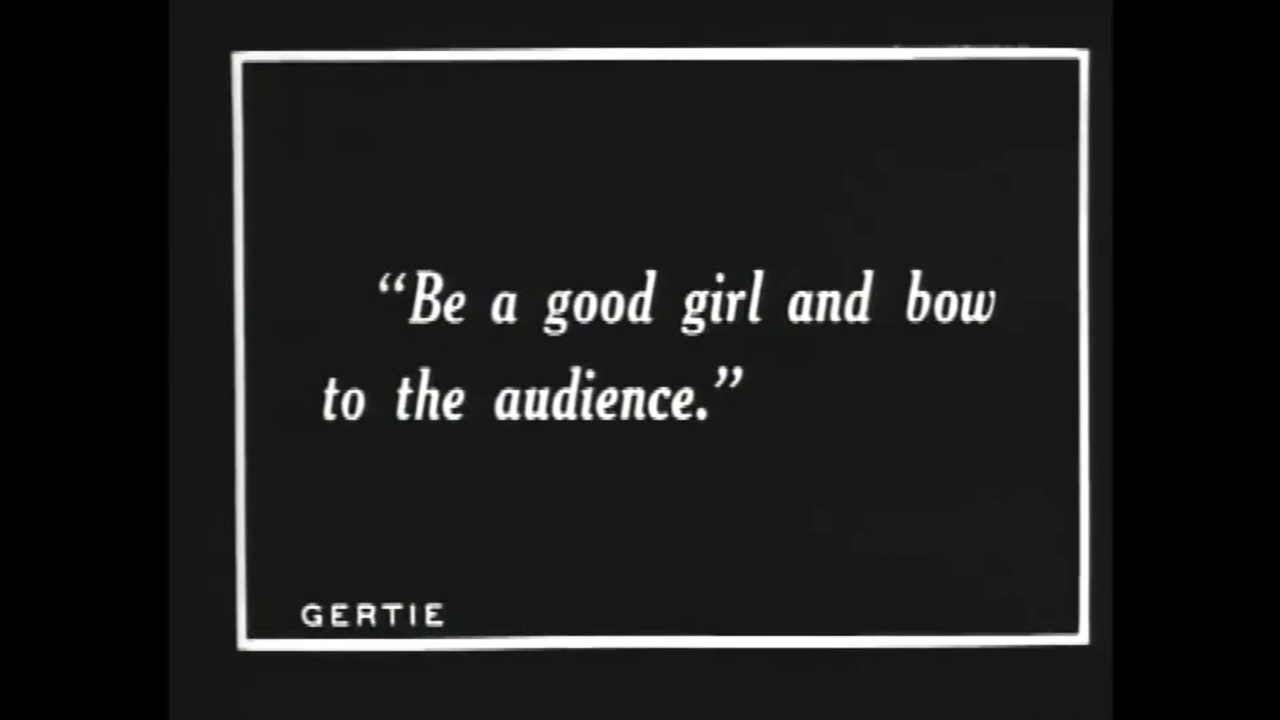 “Be a good girl and bow
to the audience.”
GERTIE